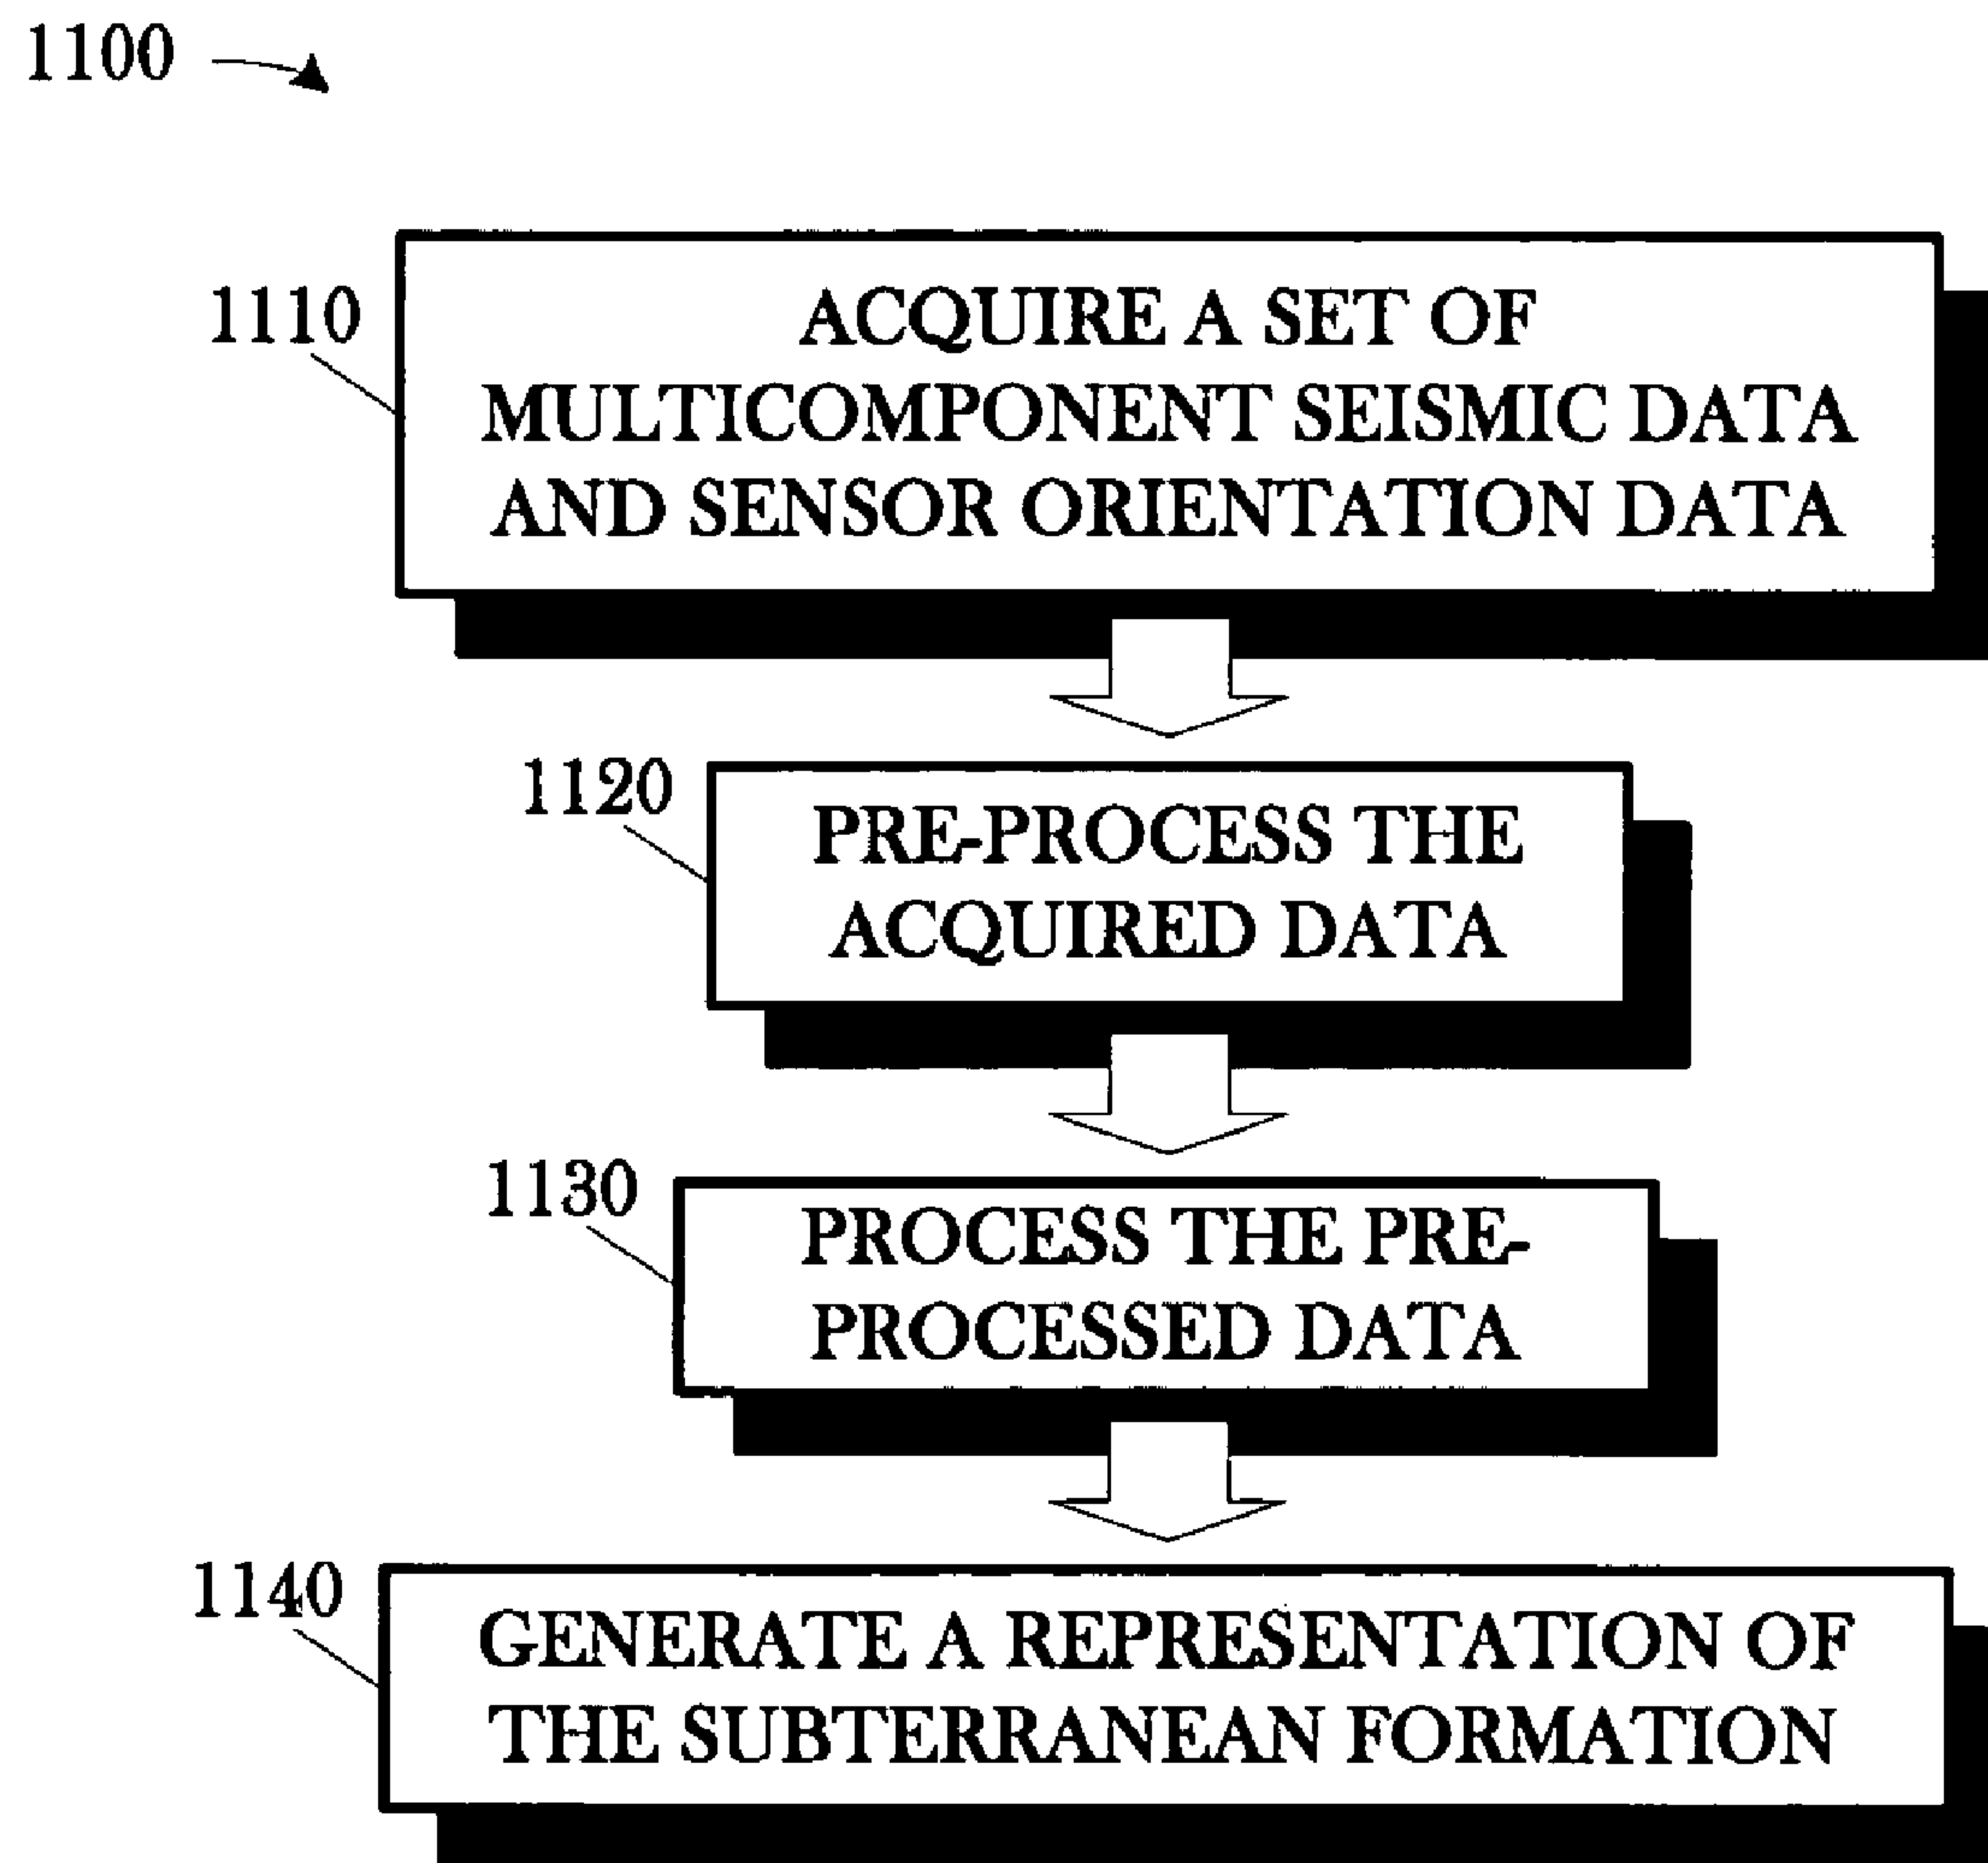 1100
1110
ACQUIRE A SET OF
MULTICOMPONENT SEISMIC DATA
AND SENSOR ORIENTATION DATA
1120
PRE-PROCESS THE
ACQUIRED DATA
1130
PROCESS THE PRE-
PROCESSED DATA
1140
GENERATE A REPRESENTATION OF
THE SUBTERRANEAN FORMATION